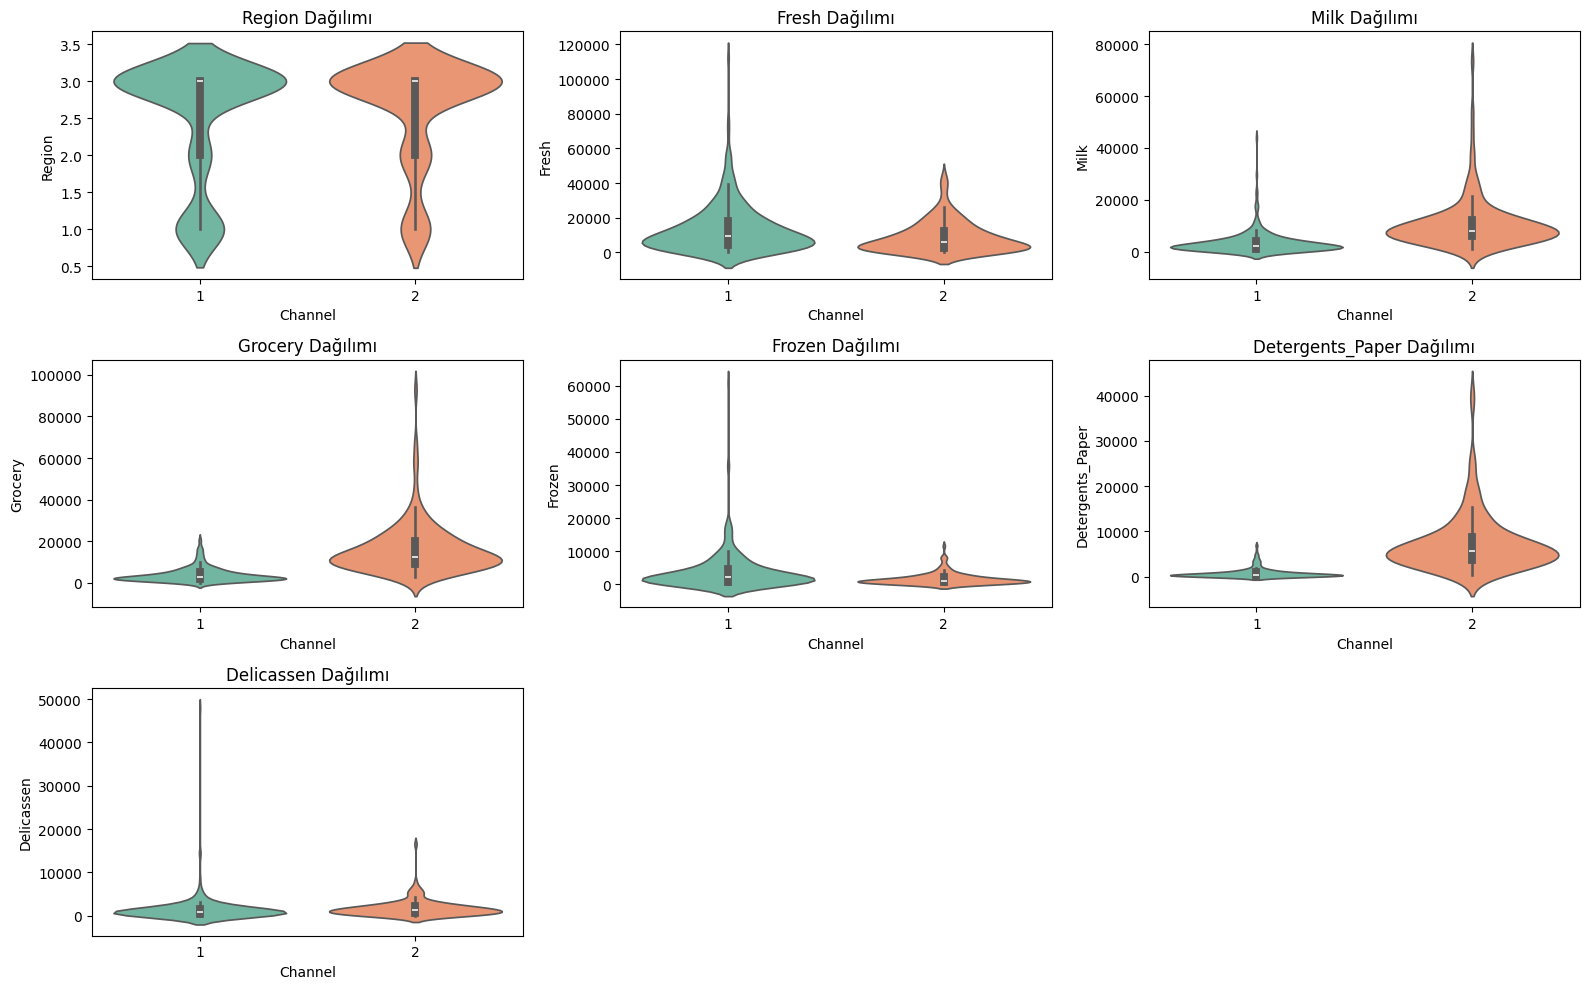 Region Dağılımı
3.5
3.0
2.5
2.0
1.5
1.0
0.5
Region
1
2
Channel
Fresh Dağılımı
120000
100000
80000
60000
40000
20000
0
Fresh
1
2
Channel
Milk Dağılımı
80000
60000
40000
20000
0
Milk
1
2
Channel
Grocery Dağılımı
100000
80000
60000
40000
20000
0
Grocery
1
2
Channel
Frozen Dağılımı
60000
50000
40000
30000
20000
10000
0
Frozen
1
2
Channel
Detergents_Paper Dağılımı
40000
30000
20000
10000
0
Detergents_Paper
1
2
Channel
Delicassen Dağılımı
50000
40000
30000
20000
10000
0
Delicassen
1
2
Channel